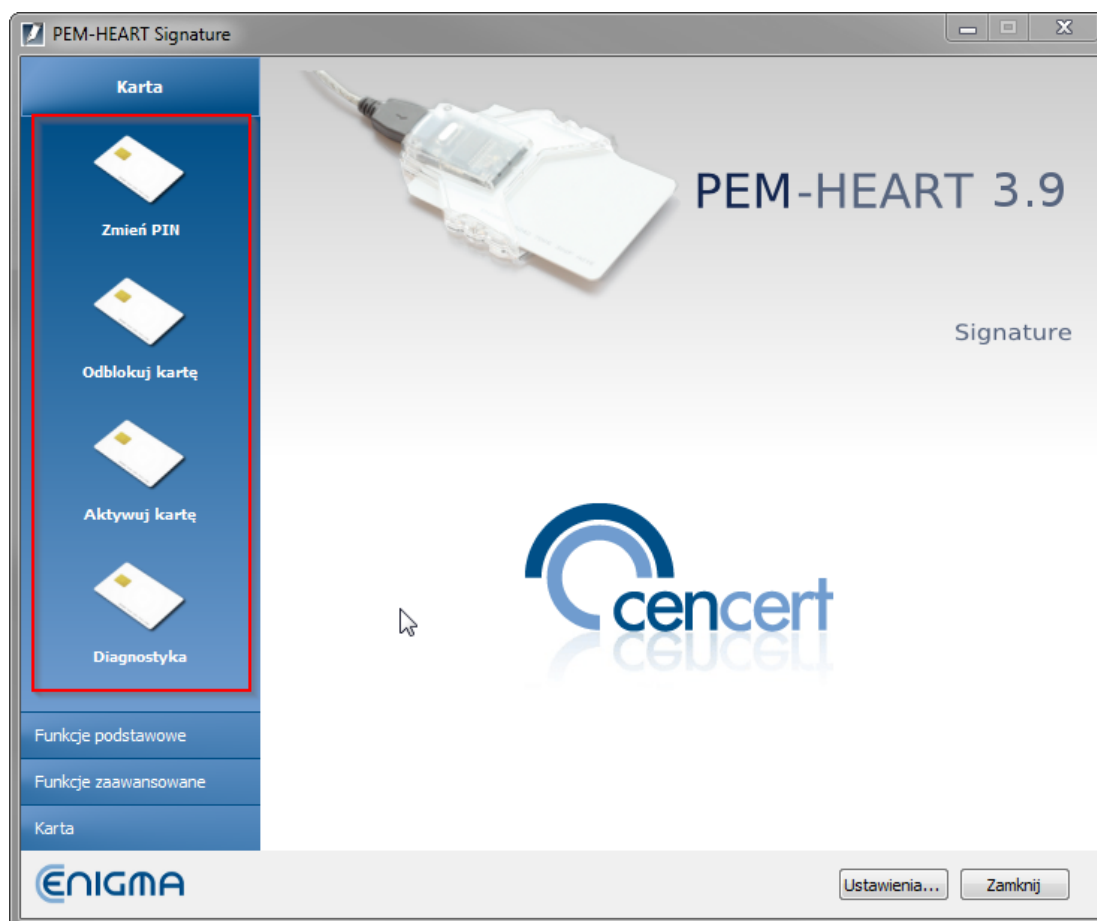 PEM-HEART Signature
Karta
Zmień PIN
Odblokuj kartę
Aktywuj kartę
Diagnostyka
Funkcje podstawowe
Funkcje zaawansowane
Karta
PEM-HEART 3.9
Signature
cencert
ENIGMA
Ustawienia...
Zamknij